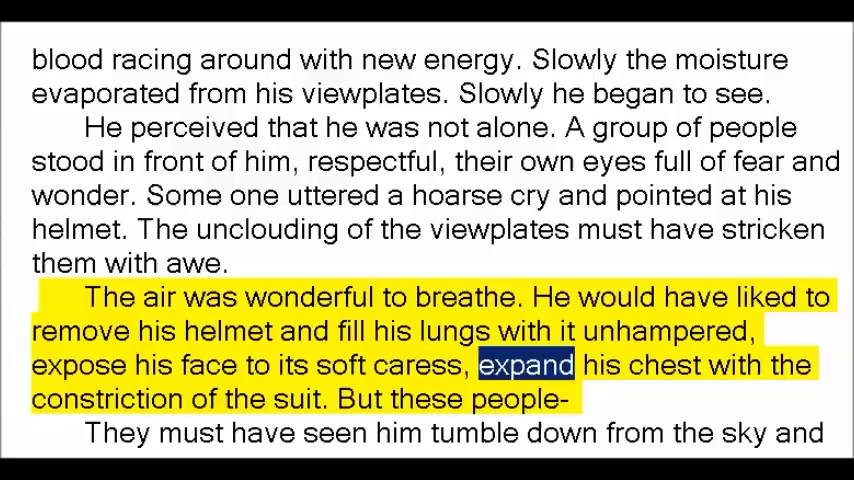 blood racing around with new energy. Slowly the moisture
evaporated from his viewplates. Slowly he began to see.
He perceived that he was not alone. A group of people
stood in front of him, respectful, their own eyes full of fear and
wonder. Some one uttered a hoarse cry and pointed at his
helmet. The unclouding of the viewplates must have stricken
them with awe.
The air was wonderful to breathe. He would have liked to
remove his helmet and fill his lungs with it unhampered,
expose his face to its soft caress, expand his chest with the
constriction of the suit. But these people-
They must have seen him tumble down from the sky and